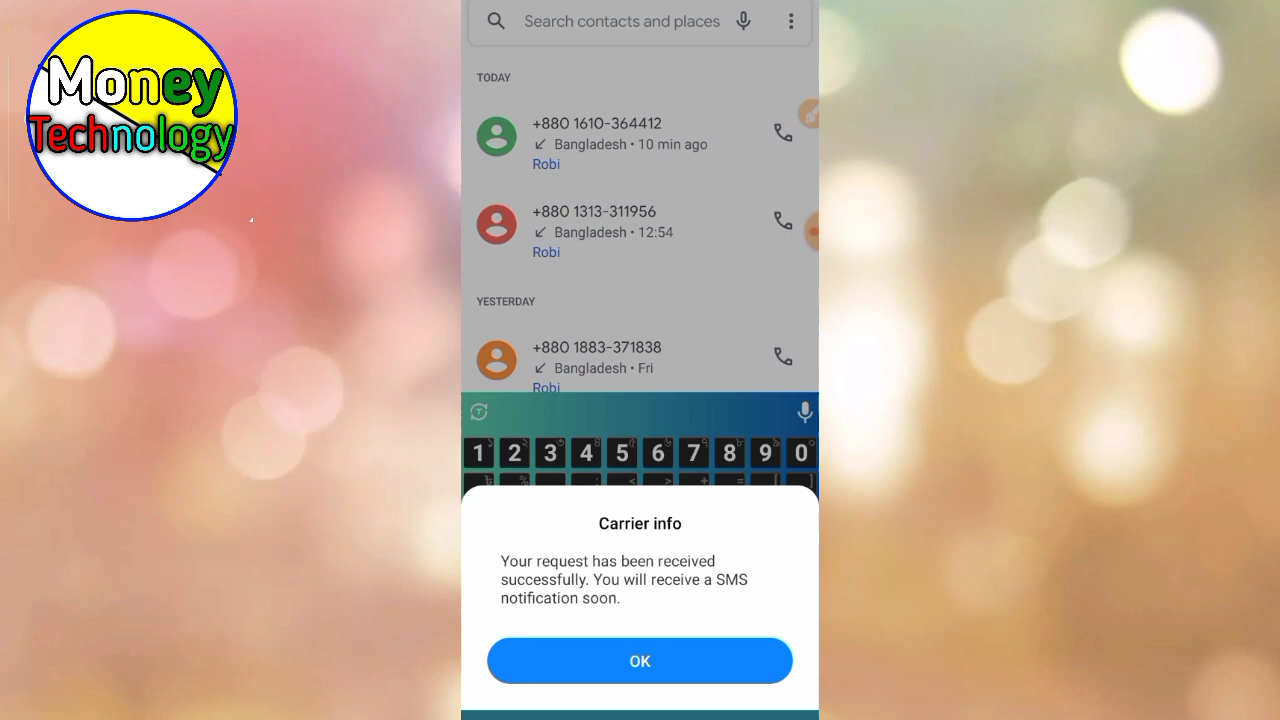 Money
Technology
Search contacts and places
TODAY
+880 1610-364412
Bangladesh • 10 min ago
Robi
+880 1313-311956
Bangladesh • 12:54
Robi
YESTERDAY
+880 1883-371838
Bangladesh • Fri
Robi
1 2 3 4 5 6 7 8 9 0
Carrier info
Your request has been received
successfully. You will receive a SMS
notification soon.
OK